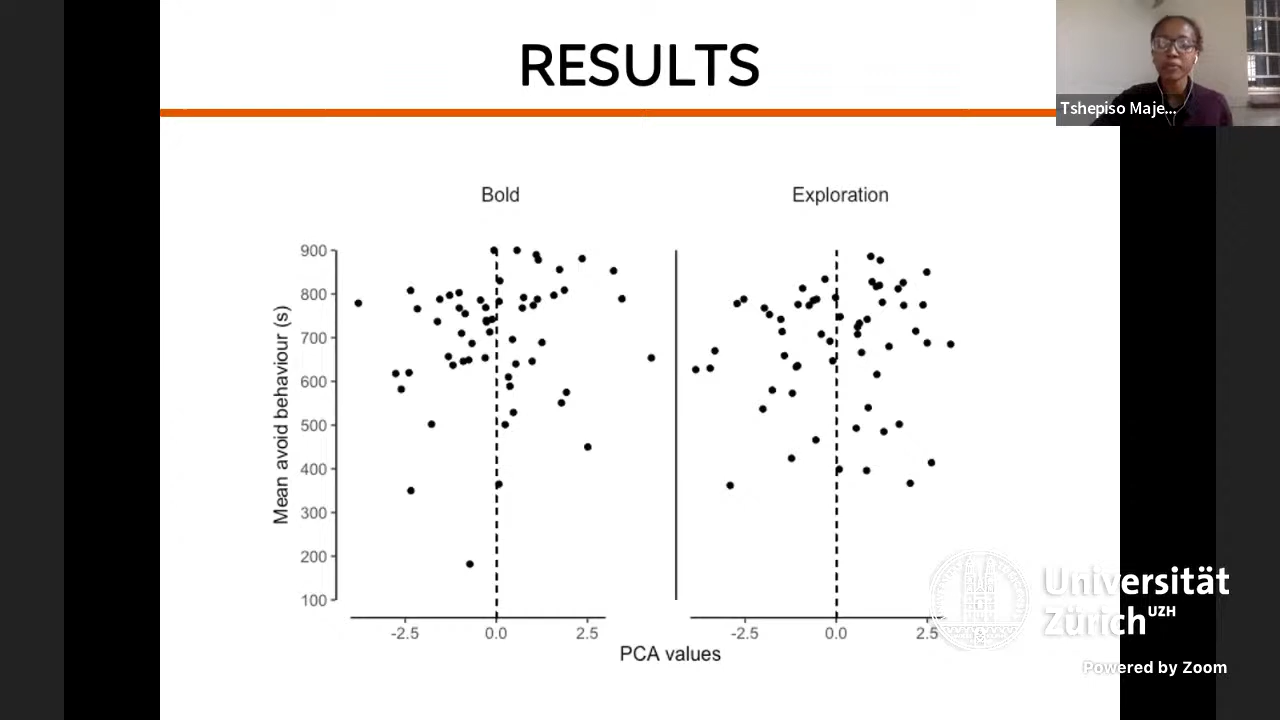 RESULTS
Tshepiso Maje...
Bold
Exploration
Mean avoid behaviour (s)
900
800
700
600
500
400
300
200
100
-2.5
0.0
2.5
-2.5
0.0
2.5
PCA values
Universität
Zürich UZH
Powered by Zoom